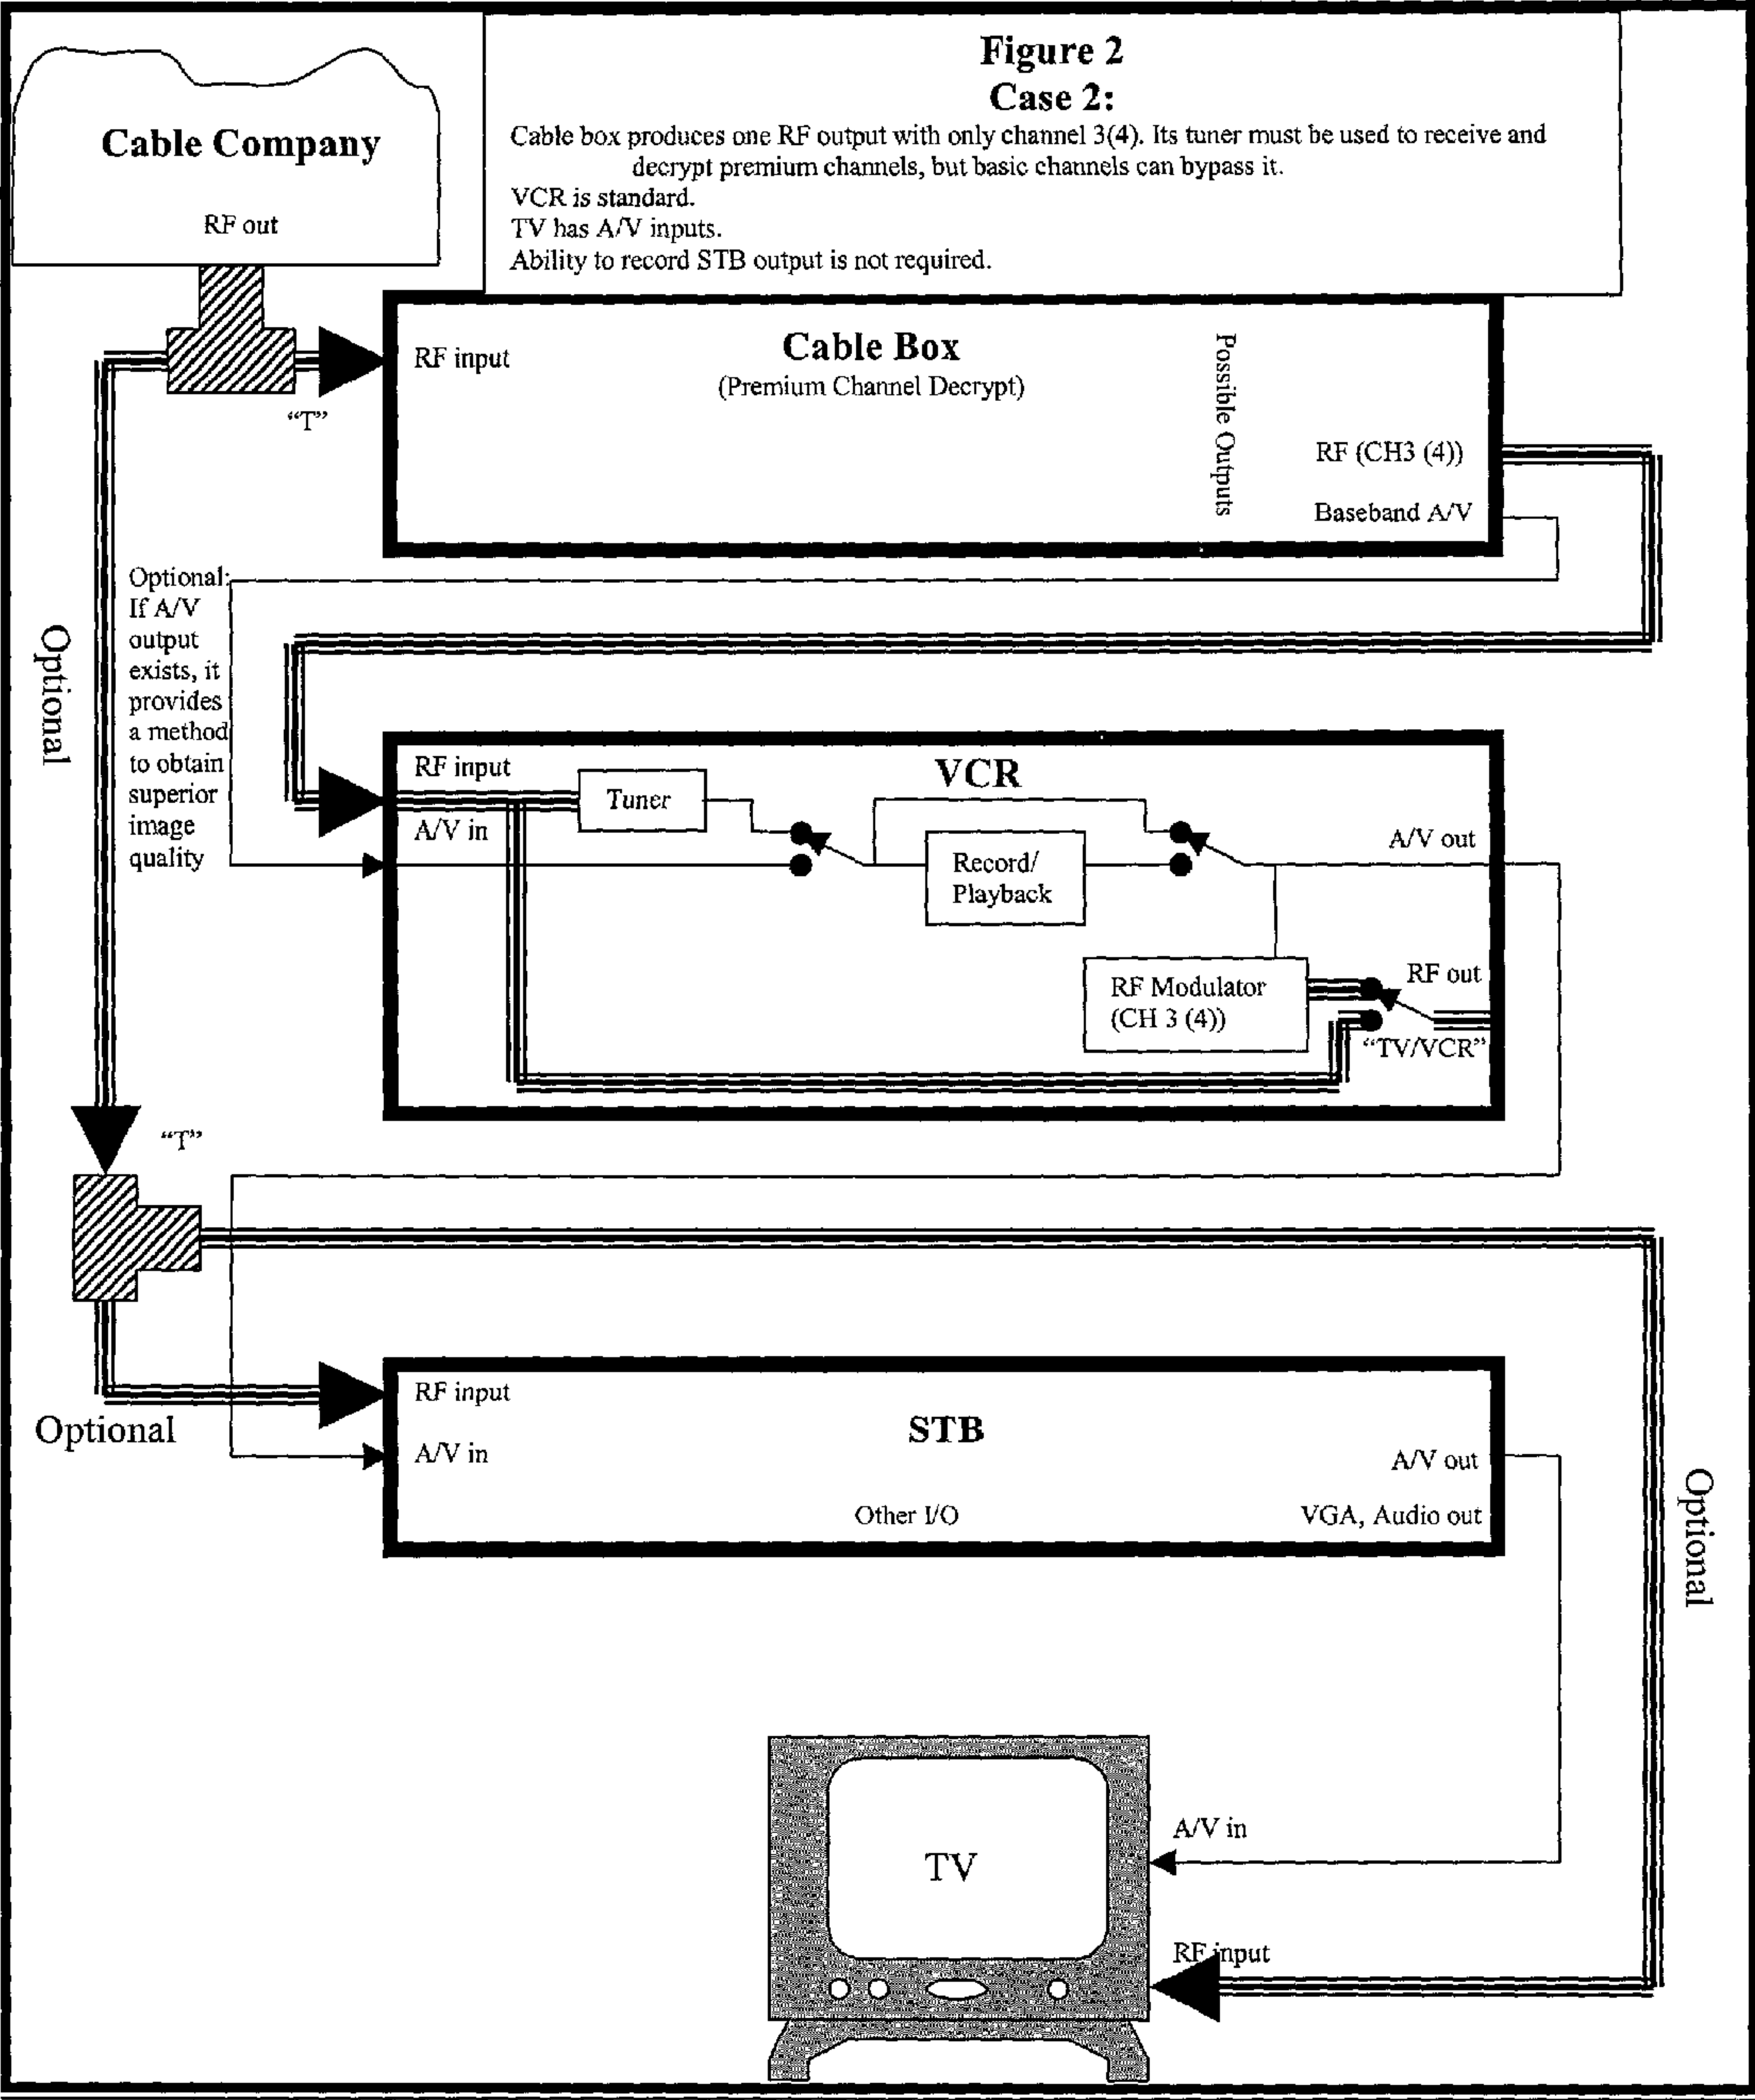 Figure 2
Case 2:
Cable box produces one RF output with only channel 3(4). Its tuner must be used to receive and
decrypt premium channels, but basic channels can bypass it.
VCR is standard.
TV has A/V inputs.
Ability to record STB output is not required.
Cable Company
RF out
"T"
RF input
Cable Box
(Premium Channel Decrypt)
Possible Outputs
RF (CH3 (4))
Baseband A/V
Optional
Optional:
If A/V
output
exists, it
provides
a method
to obtain
superior
image
quality
RF input
VCR
Tuner
A/V in
Record/
Playback
A/V out
RF Modulator
(CH 3 (4))
RF out
"TV/VCR"
"T"
Optional
RF input
STB
A/V in
A/V out
Other I/O
VGA, Audio out
Optional
TV
A/V in
RF input